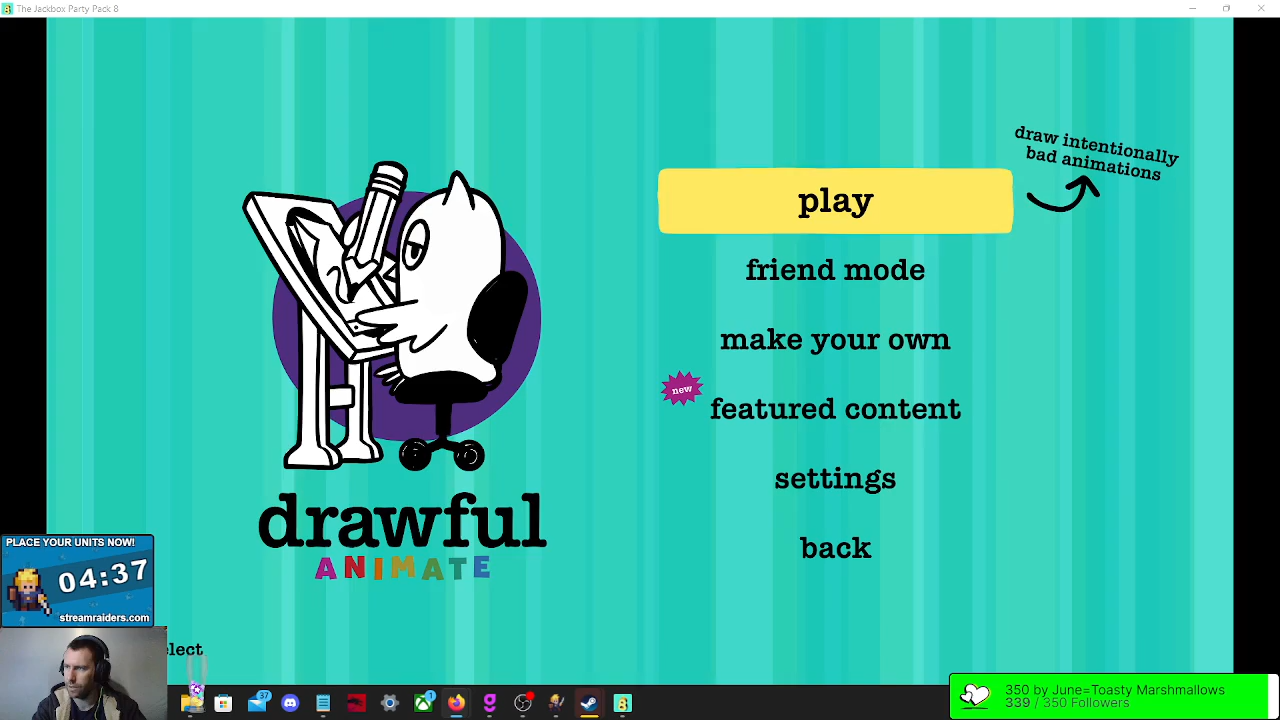 The Jackbox Party Pack 8
draw intentionally
bad animations
play
friend mode
make your own
new
featured content
settings
back
drawful
ANIMATE
PLACE YOUR UNITS NOW!
04:37
streamraiders.com
37
1
350 by June=Toasty Marshmallows
339 / 350 Followers